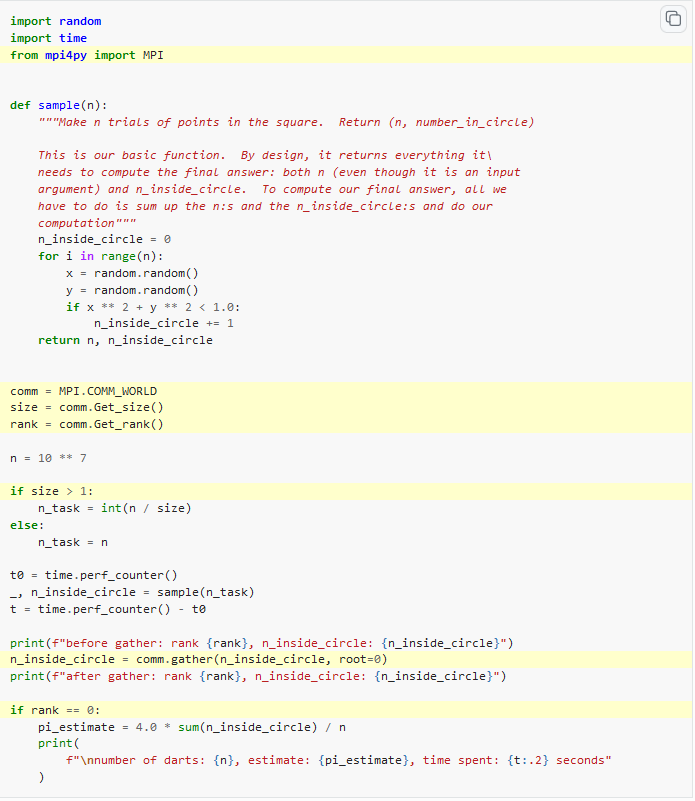 import random
import time
from mpi4py import MPI
def sample(n):
"""Make n trials of points in the square.  Return (n, number_in_circle)
This is our basic function.  By design, it returns everything it\
needs to compute the final answer: both n (even though it is an input
argument) and n_inside_circle.  To compute our final answer, all we
have to do is sum up the n:s and the n_inside_circle:s and do our
computation"""
n_inside_circle = 0
for i in range(n):
x = random.random()
y = random.random()
if x ** 2 + y ** 2 < 1.0:
n_inside_circle += 1
return n, n_inside_circle
comm = MPI.COMM_WORLD
size = comm.Get_size()
rank = comm.Get_rank()
n = 10 ** 7
if size > 1:
n_task = int(n / size)
else:
n_task = n
t0 = time.perf_counter()
_, n_inside_circle = sample(n_task)
t = time.perf_counter() - t0
print(f"before gather: rank {rank}, n_inside_circle: {n_inside_circle}")
n_inside_circle = comm.gather(n_inside_circle, root=0)
print(f"after gather: rank {rank}, n_inside_circle: {n_inside_circle}")
if rank == 0:
pi_estimate = 4.0 * sum(n_inside_circle) / n
print(
f"\nnumber of darts: {n}, estimate: {pi_estimate}, time spent: {t:.2} seconds"
)